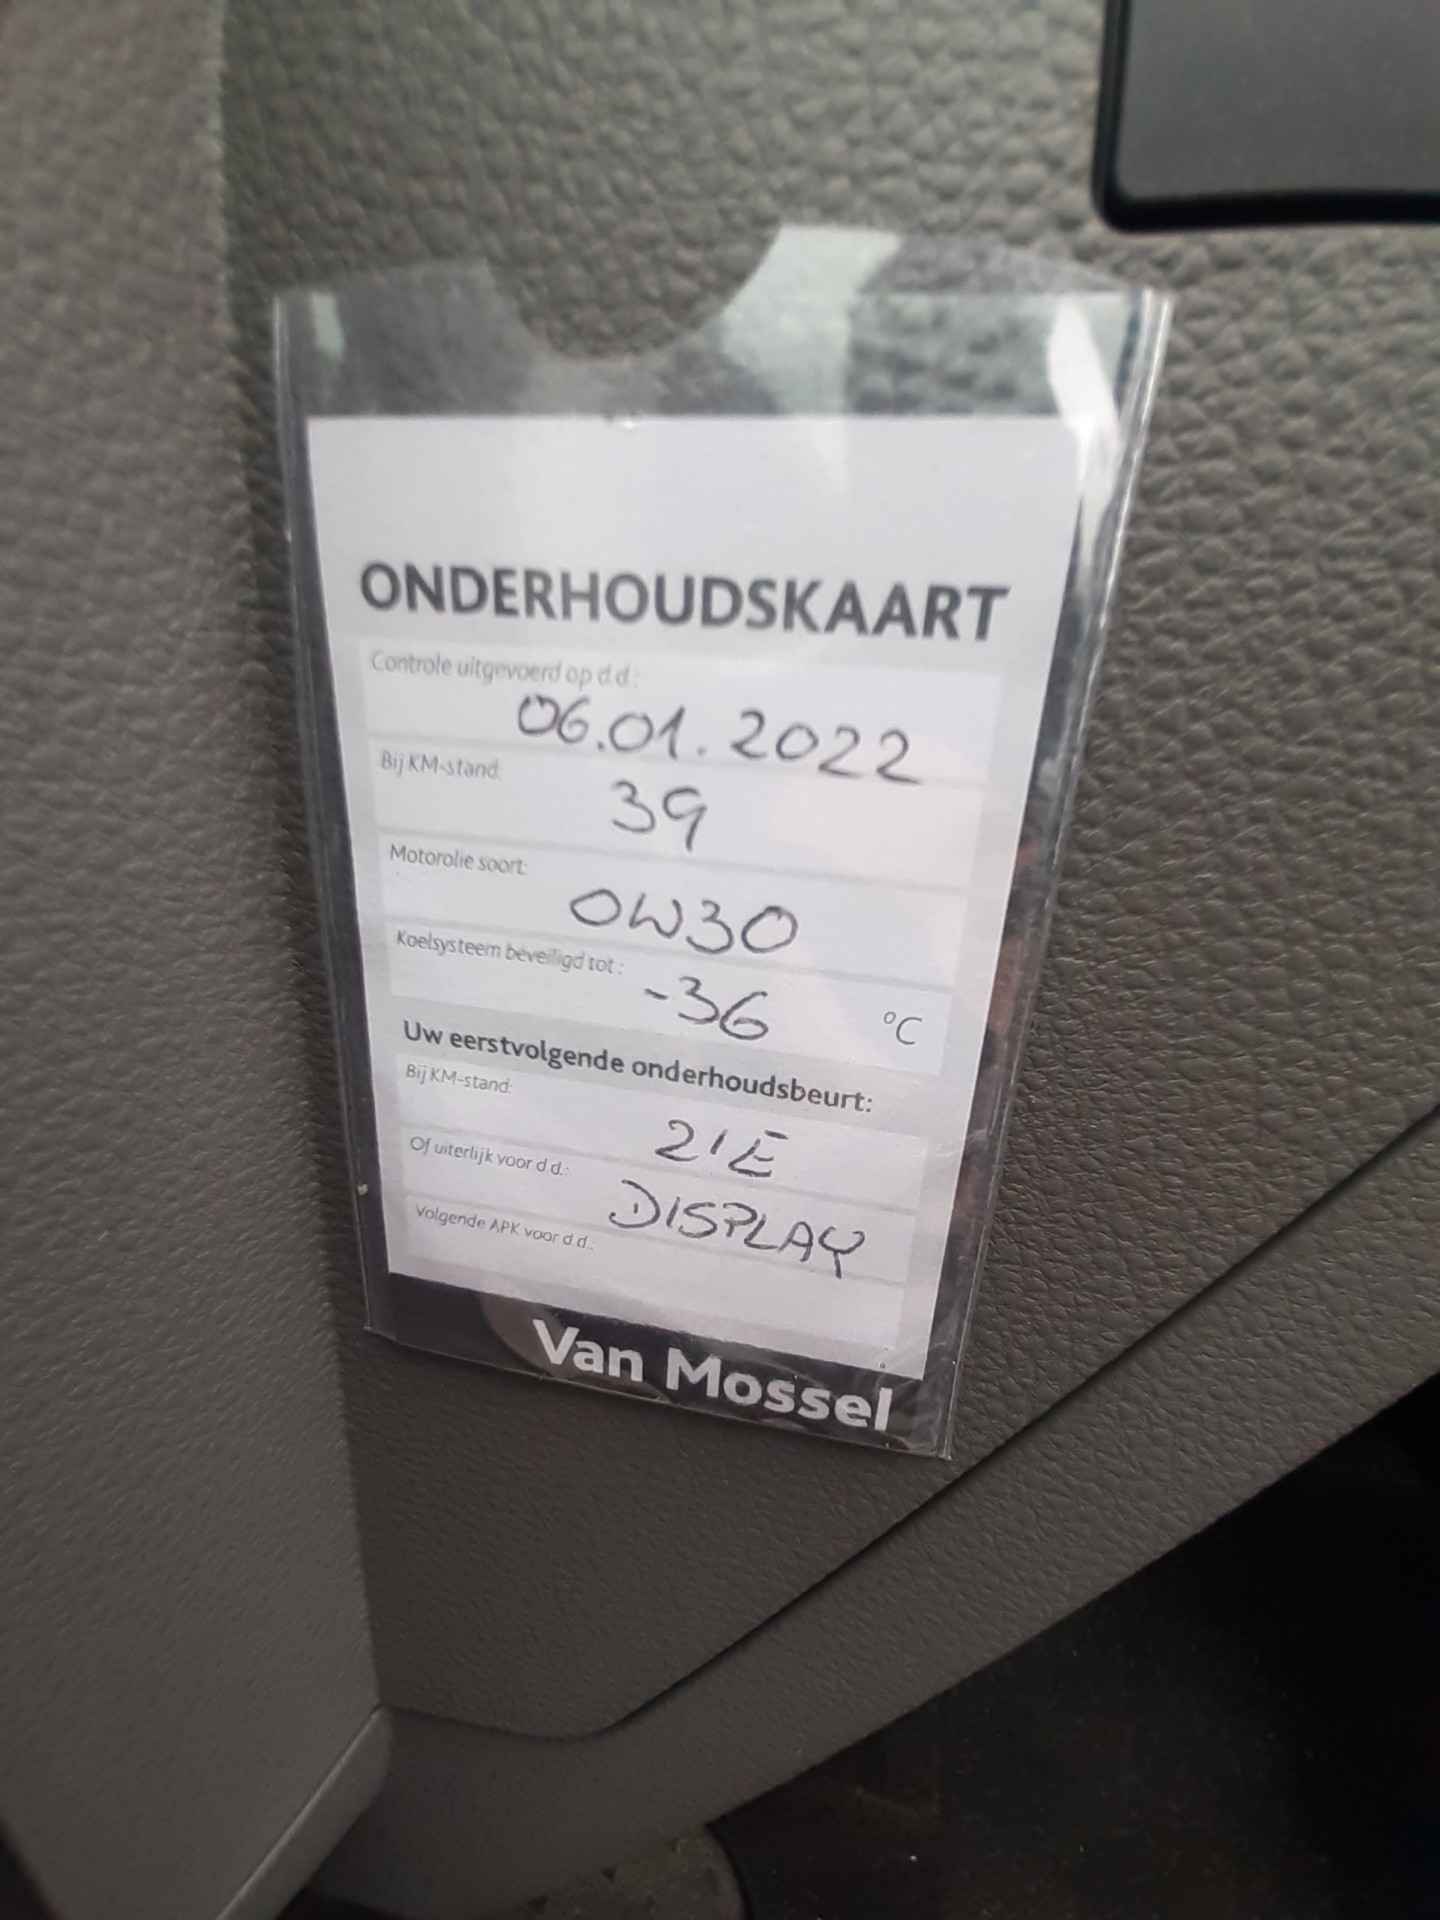 ONDERHOUDSKAART
Controle uitgevoerd op d.d.:
06.01.2022
Bij KM-stand:
39
Motorolie soort:
0W30
Koelsysteem beveiligd tot :
-36 °C
Uw eerstvolgende onderhoudsbeurt:
Bij KM-stand:
Z'E
Of uiterlijk voor d.d.:
DISPLAY
Volgende APK voor d.d.:
Van Mossel